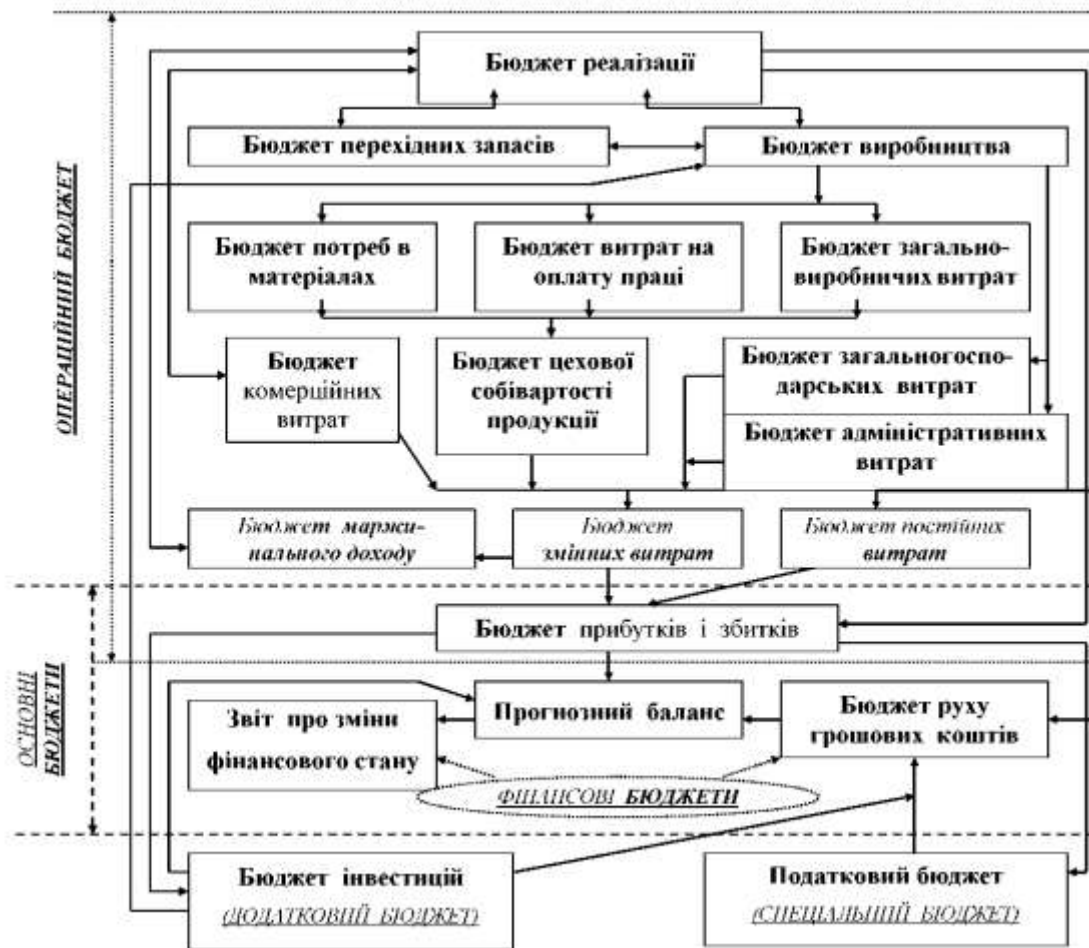 Бюджет реалізації
Бюджет перехідних запасів
Бюджет виробництва
ОПЕРАЦІЙНИЙ БЮДЖЕТ
Бюджет потреб в
матеріалах
Бюджет витрат на
оплату праці
Бюджет загально-
виробничих витрат
Бюджет
комерційних
витрат
Бюджет цехової
собівартості
продукції
Бюджет загальногоспо-
дарських витрат
Бюджет адміністративних
витрат
Бюджет маржи-
нального доходу
Бюджет
змінних витрат
Бюджет постійних
витрат
Бюджет прибутків і збитків
ОСНОВНІ
БЮДЖЕТИ
Звіт про зміни
фінансового стану
Прогнозний баланс
Бюджет руху
грошових коштів
ФІНАНСОВІ БЮДЖЕТИ
Бюджет інвестицій
(ДОДАТКОВИЙ БЮДЖЕТ)
Податковий бюджет
(СПЕЦІАЛЬНИЙ БЮДЖЕТ)